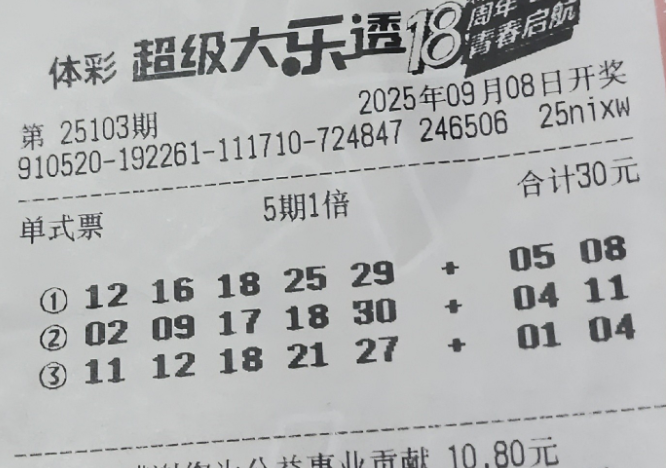 体彩 超级大乐透 18周年 青春启航
第 25103期 2025年09月08日开奖
910520-192261-111710-724847 246506 25nixw
单式票 5期1倍 合计30元
① 12 16 18 25 29 + 05 08
② 02 09 17 18 30 + 04 11
③ 11 12 18 21 27 + 01 04
感谢您为公益事业贡献 10.80元